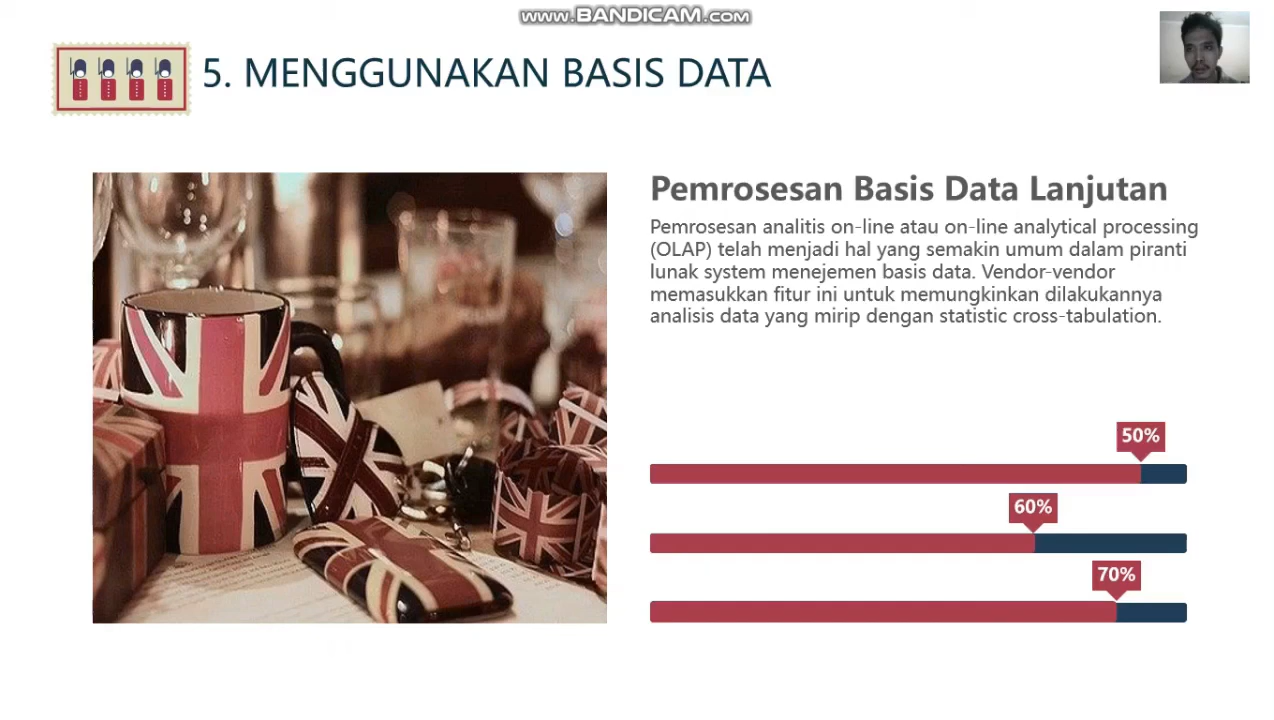 www.BANDICAM.com
5. MENGGUNAKAN BASIS DATA
Pemrosesan Basis Data Lanjutan
Pemrosesan analitis on-line atau on-line analytical processing
(OLAP) telah menjadi hal yang semakin umum dalam piranti
lunak system menejemen basis data. Vendor-vendor
memasukkan fitur ini untuk memungkinkan dilakukannya
analisis data yang mirip dengan statistic cross-tabulation.
50%
60%
70%